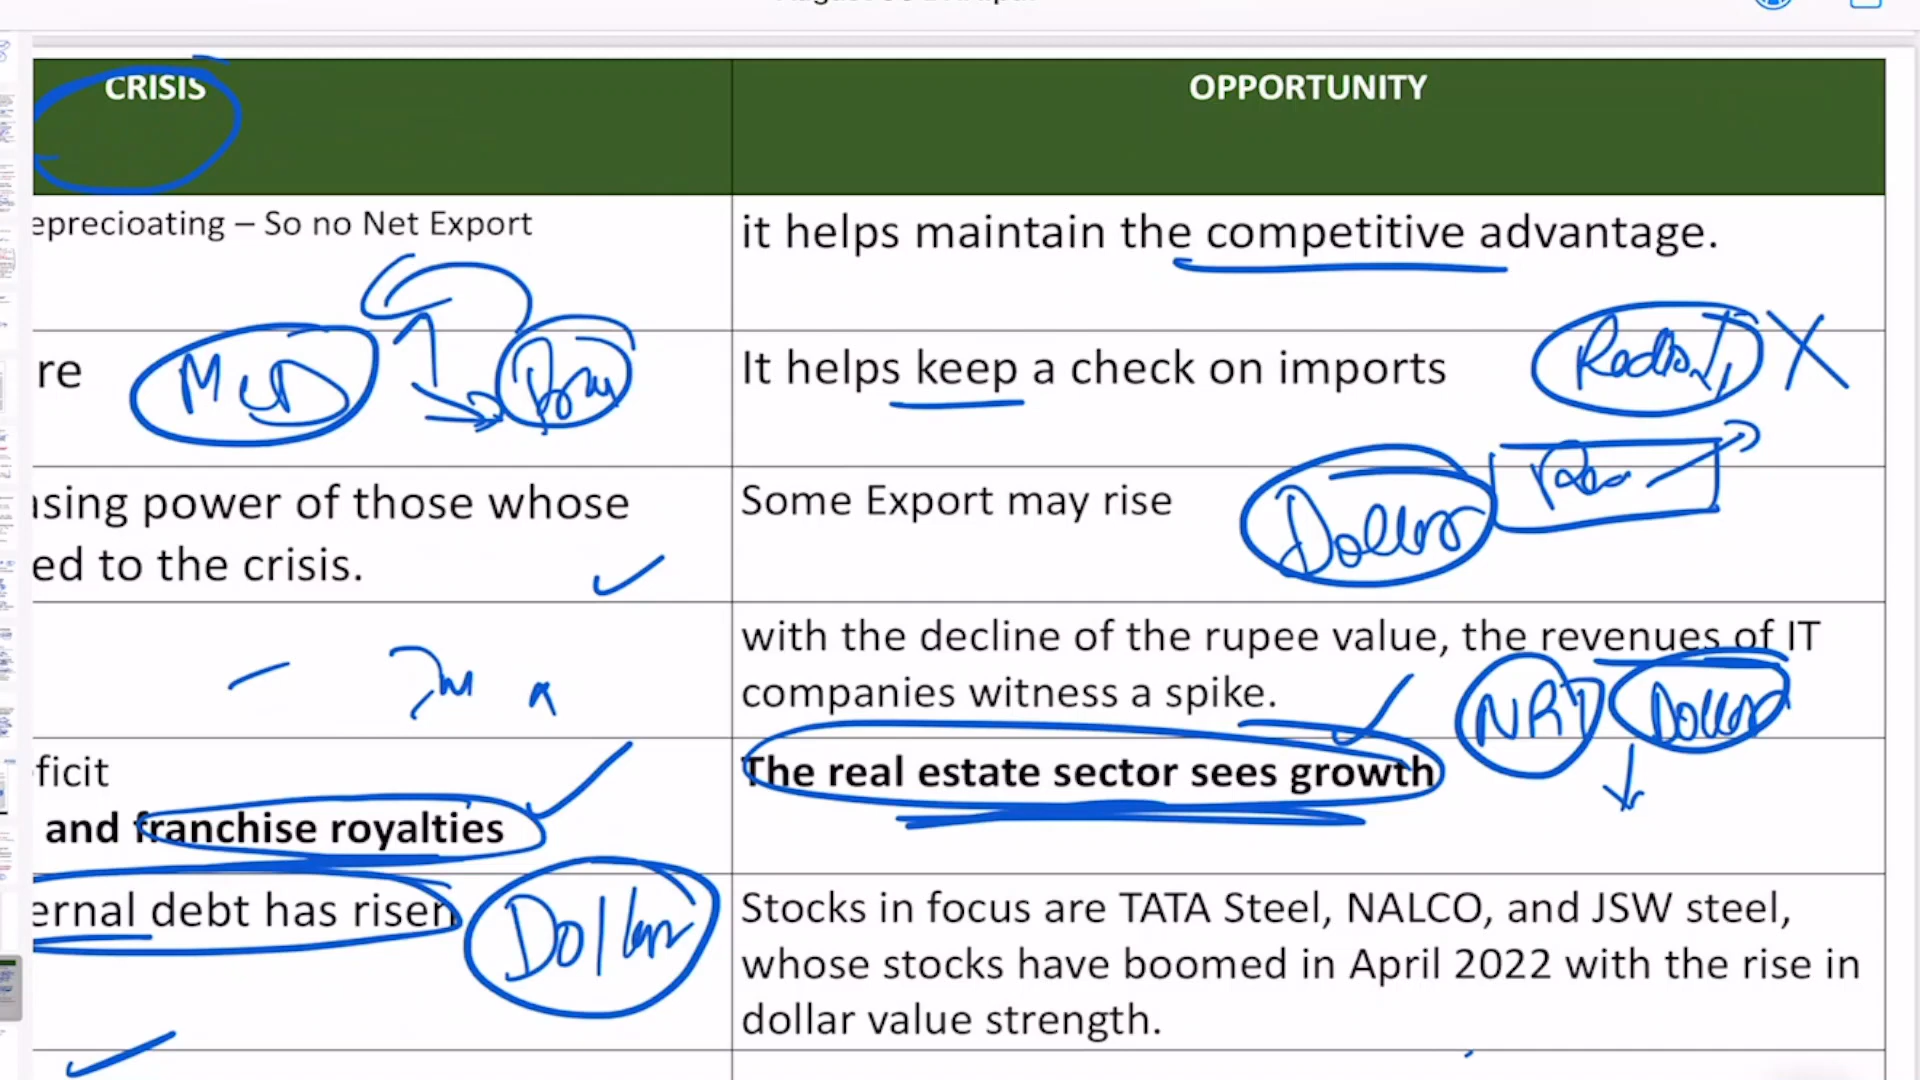 CRISIS
OPPORTUNITY
eprecioating – So no Net Export
it helps maintain the competitive advantage.
re
It helps keep a check on imports
asing power of those whose
ed to the crisis.
Some Export may rise
Dollar
with the decline of the rupee value, the revenues of IT
companies witness a spike.
NRI
Dollar
ficit
and franchise royalties
The real estate sector sees growth
ernal debt has risen
Dollar
Stocks in focus are TATA Steel, NALCO, and JSW steel,
whose stocks have boomed in April 2022 with the rise in
dollar value strength.